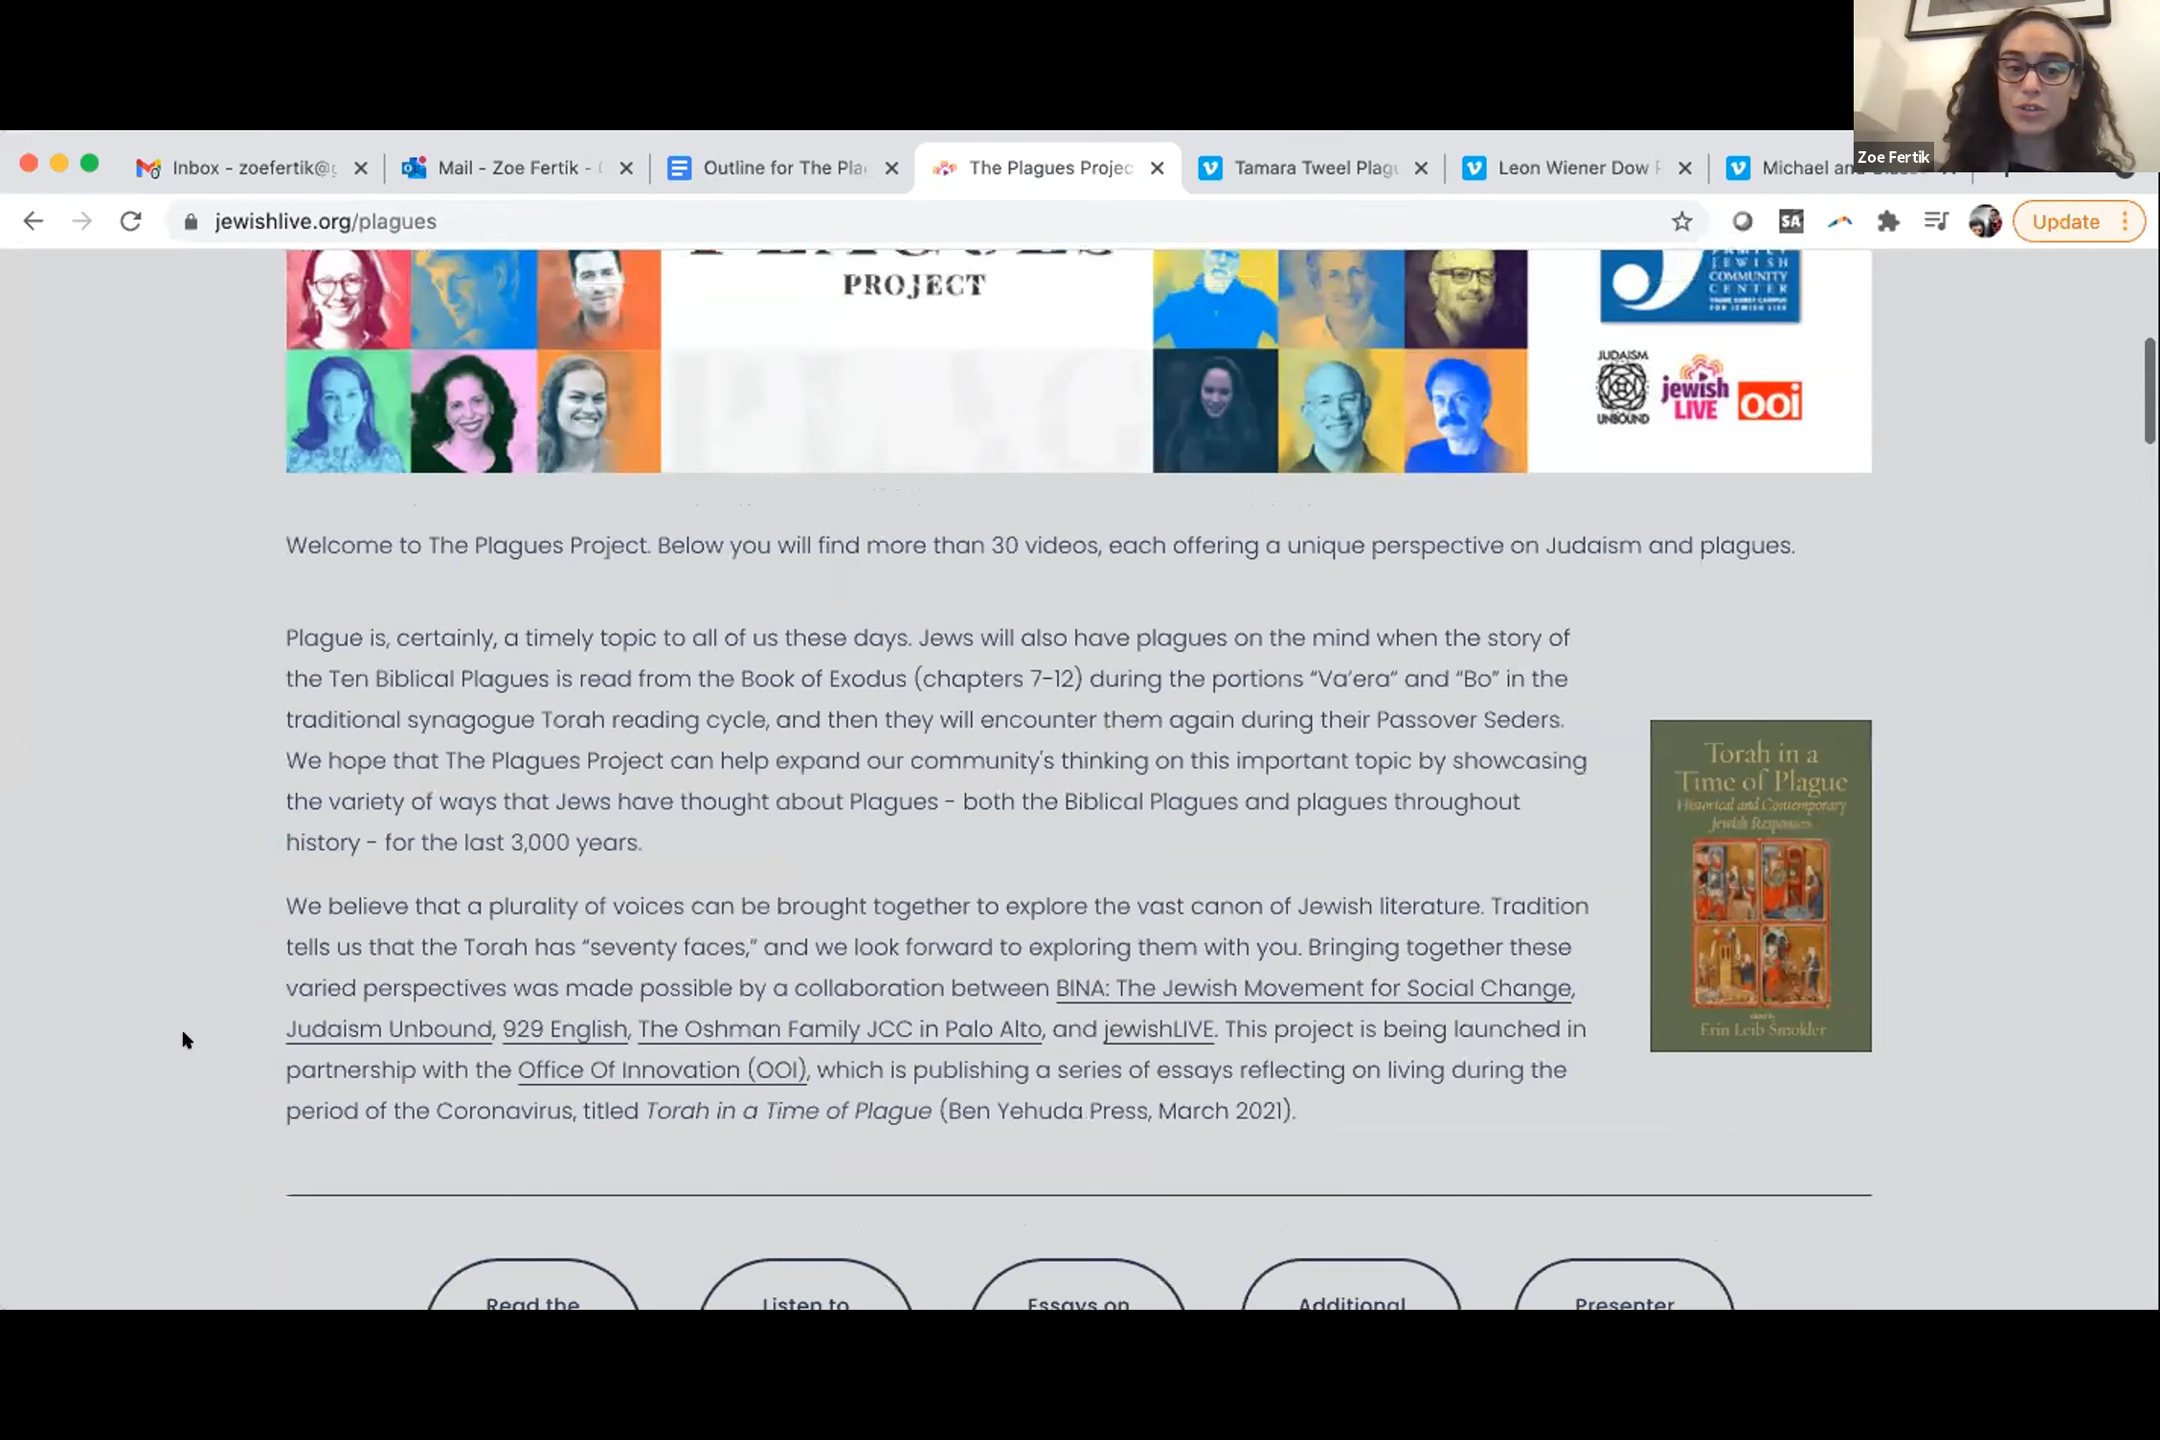 Zoe Fertik
Inbox - zoefertik@
Mail - Zoe Fertik -
Outline for The Pla
The Plagues Projec
Tamara Tweel Plagu
Leon Wiener Dow
Michael an
jewishlive.org/plagues
SA
Update
PLAGUES
PROJECT
JEWISH
COMMUNITY
CENTER
FOR JEWISH LIFE
JUDAISM
UNBOUND
jewish
LIVE
OOI
Welcome to The Plagues Project. Below you will find more than 30 videos, each offering a unique perspective on Judaism and plagues.
Plague is, certainly, a timely topic to all of us these days. Jews will also have plagues on the mind when the story of
the Ten Biblical Plagues is read from the Book of Exodus (chapters 7-12) during the portions “Va’era” and “Bo” in the
traditional synagogue Torah reading cycle, and then they will encounter them again during their Passover Seders.
We hope that The Plagues Project can help expand our community's thinking on this important topic by showcasing
the variety of ways that Jews have thought about Plagues - both the Biblical Plagues and plagues throughout
history - for the last 3,000 years.
We believe that a plurality of voices can be brought together to explore the vast canon of Jewish literature. Tradition
tells us that the Torah has “seventy faces,” and we look forward to exploring them with you. Bringing together these
varied perspectives was made possible by a collaboration between BINA: The Jewish Movement for Social Change,
Judaism Unbound, 929 English, The Oshman Family JCC in Palo Alto, and jewishLIVE. This project is being launched in
partnership with the Office Of Innovation (OOI), which is publishing a series of essays reflecting on living during the
period of the Coronavirus, titled Torah in a Time of Plague (Ben Yehuda Press, March 2021).
Torah in a
Time of Plague
Historical and Contemporary
Jewish Responses
edited by
Erin Leib Smokler
Read the
Listen to
Essays on
Additional
Presenter